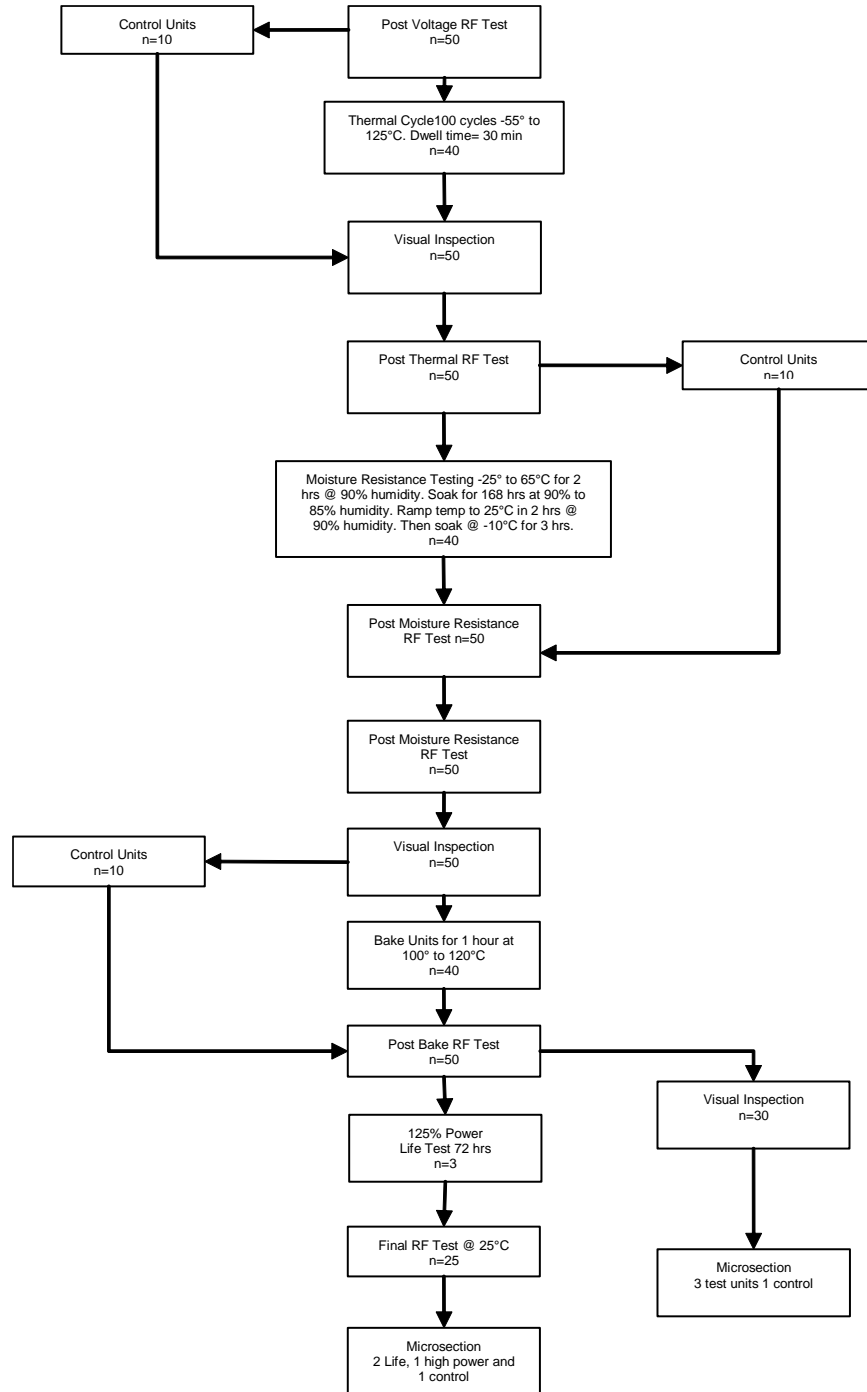 Control Units
n=10
Post Voltage RF Test
n=50
Thermal Cycle100 cycles -55° to
125°C. Dwell time= 30 min
n=40
Visual Inspection
n=50
Post Thermal RF Test
n=50
Control Units
n=10
Moisture Resistance Testing -25° to 65°C for 2
hrs @ 90% humidity. Soak for 168 hrs at 90% to
85% humidity. Ramp temp to 25°C in 2 hrs @
90% humidity. Then soak @ -10°C for 3 hrs.
n=40
Post Moisture Resistance
RF Test n=50
Post Moisture Resistance
RF Test
n=50
Visual Inspection
n=50
Control Units
n=10
Bake Units for 1 hour at
100° to 120°C
n=40
Post Bake RF Test
n=50
Visual Inspection
n=30
125% Power
Life Test 72 hrs
n=3
Final RF Test @ 25°C
n=25
Microsection
3 test units 1 control
Microsection
2 Life, 1 high power and
1 control